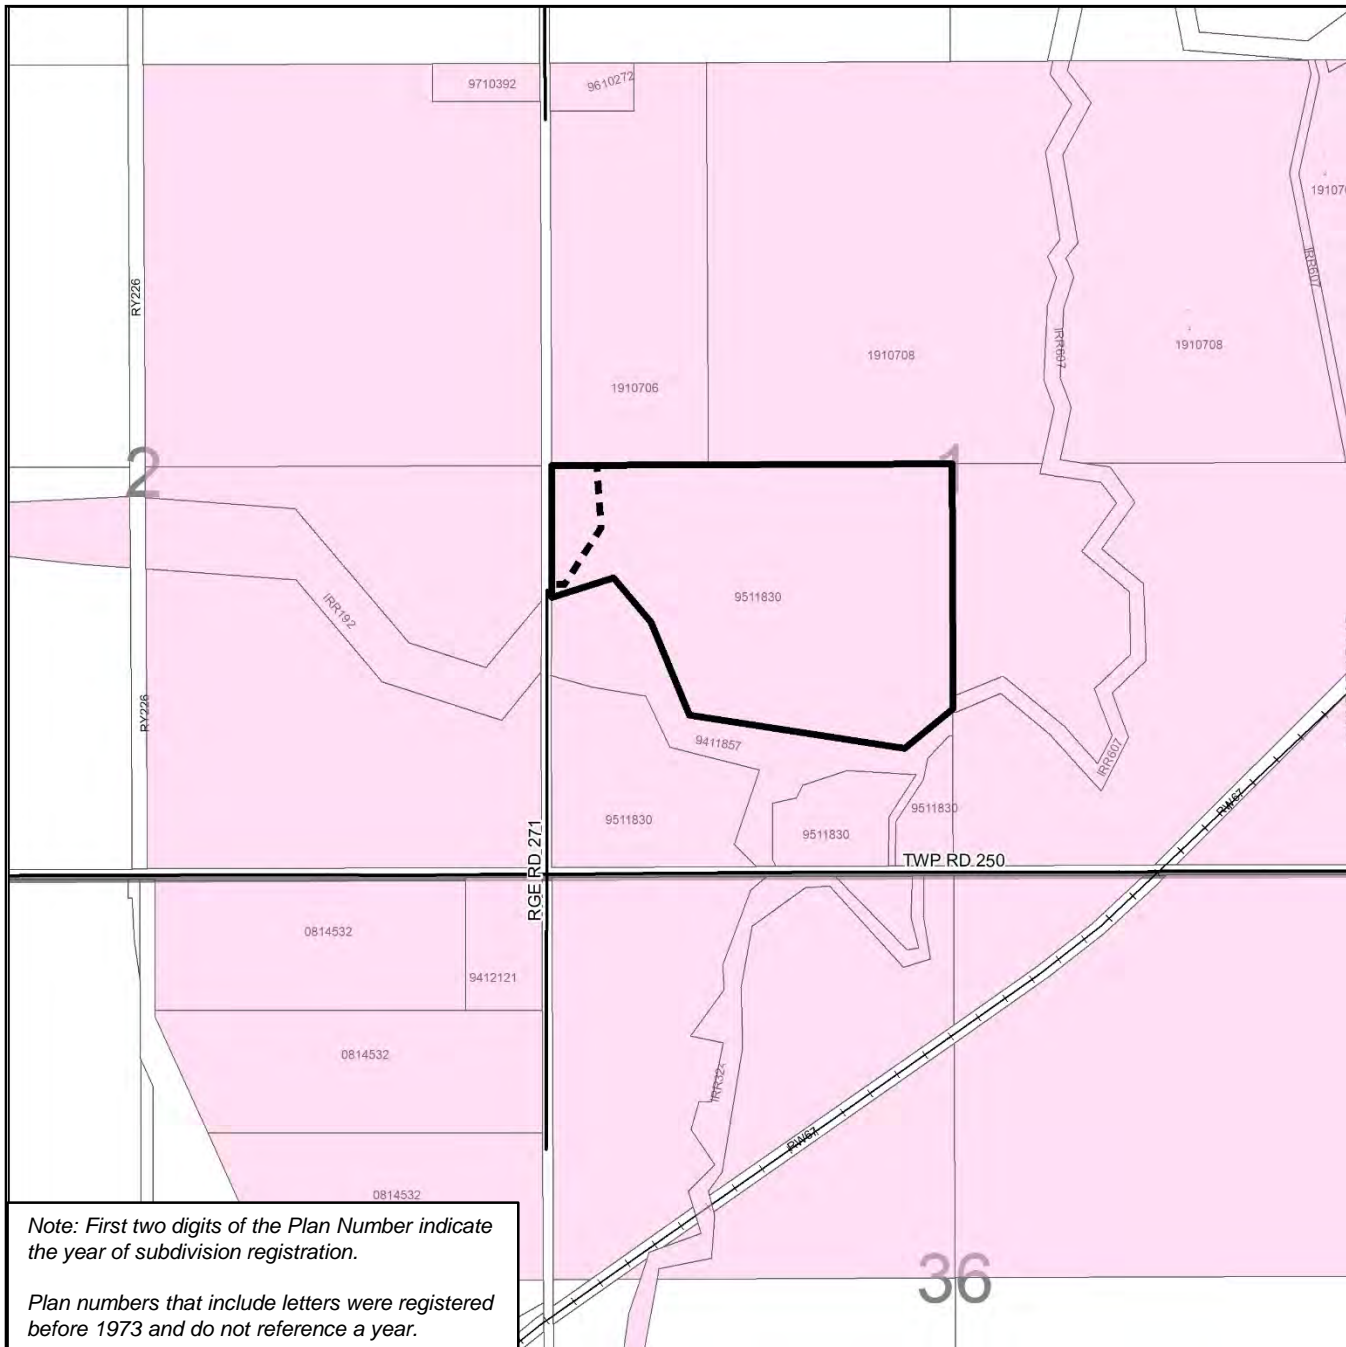 9710392
9610272
1910708
RY226
IRR607
IRR607
1910708
1910708
1910706
2
1
9511830
IRR192
RY226
9411857
IRR607
RW67
9511830
9511830
9511830
RGE RD 271
TWP RD 250
0814532
9412121
0814532
RW67
0814532
36
Note: First two digits of the Plan Number indicate
the year of subdivision registration.
Plan numbers that include letters were registered
before 1973 and do not reference a year.